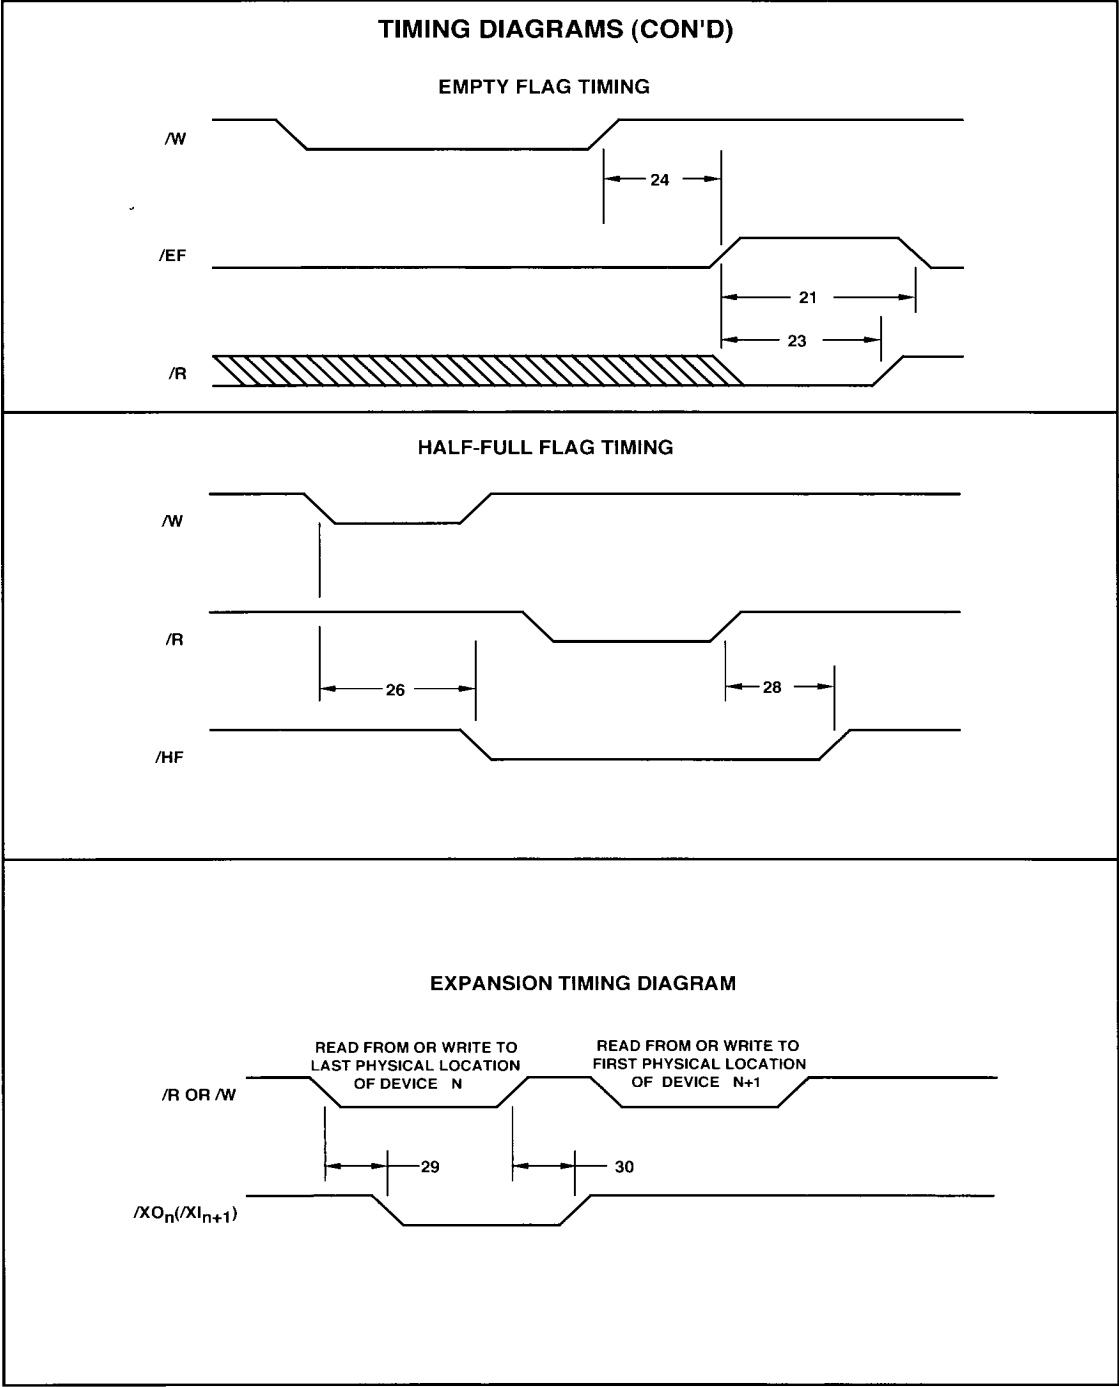 TIMING DIAGRAMS (CON'D)
EMPTY FLAG TIMING
/W
24
/EF
21
23
/R
HALF-FULL FLAG TIMING
/W
/R
26
28
/HF
EXPANSION TIMING DIAGRAM
READ FROM OR WRITE TO
LAST PHYSICAL LOCATION
OF DEVICE N
READ FROM OR WRITE TO
FIRST PHYSICAL LOCATION
OF DEVICE N+1
/R OR /W
29
30
/XOn(/XIn+1)